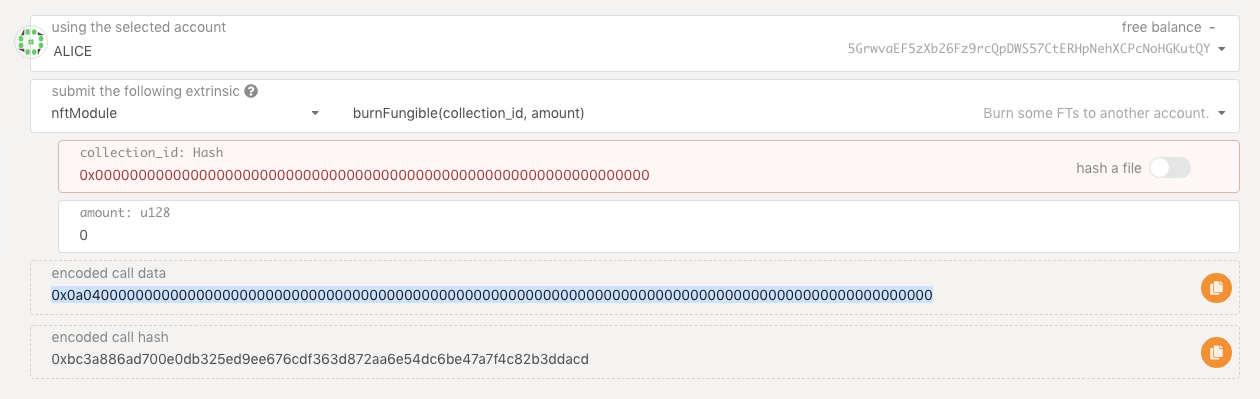 using the selected account
free balance -
ALICE
5GrwvaEF5zXb26Fz9rcQpDWS57CtERHpNehXCPcNoHGKutQY
submit the following extrinsic
nftModule
burnFungible(collection_id, amount)
Burn some FTs to another account.
collection_id: Hash
0x0000000000000000000000000000000000000000000000000000000000000000
hash a file
amount: u128
0
encoded call data
0x0a0400000000000000000000000000000000000000000000000000000000000000000000000000000000000000000000000000
encoded call hash
0xbc3a886ad700e0db325ed9ee676cdf363d872aa6e54dc6be47a7f4c82b3ddacd